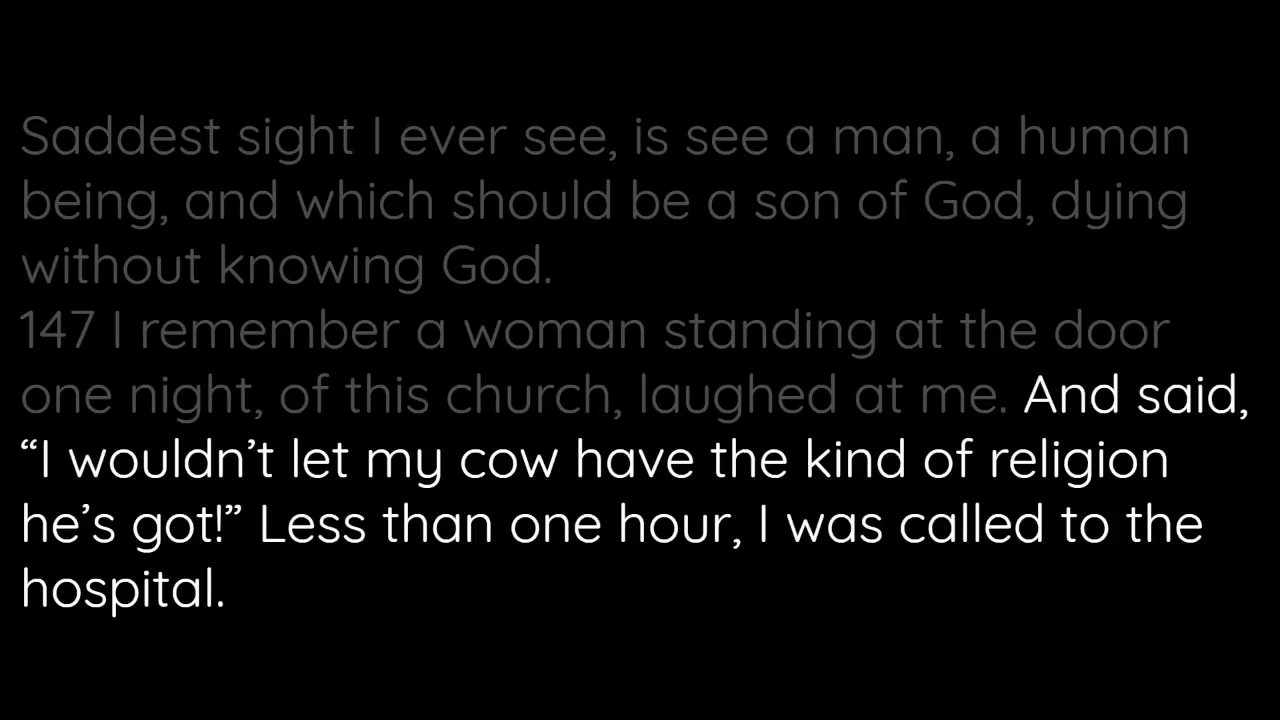 Saddest sight I ever see, is see a man, a human
being, and which should be a son of God, dying
without knowing God.
147 I remember a woman standing at the door
one night, of this church, laughed at me. And said,
“I wouldn’t let my cow have the kind of religion
he’s got!” Less than one hour, I was called to the
hospital.